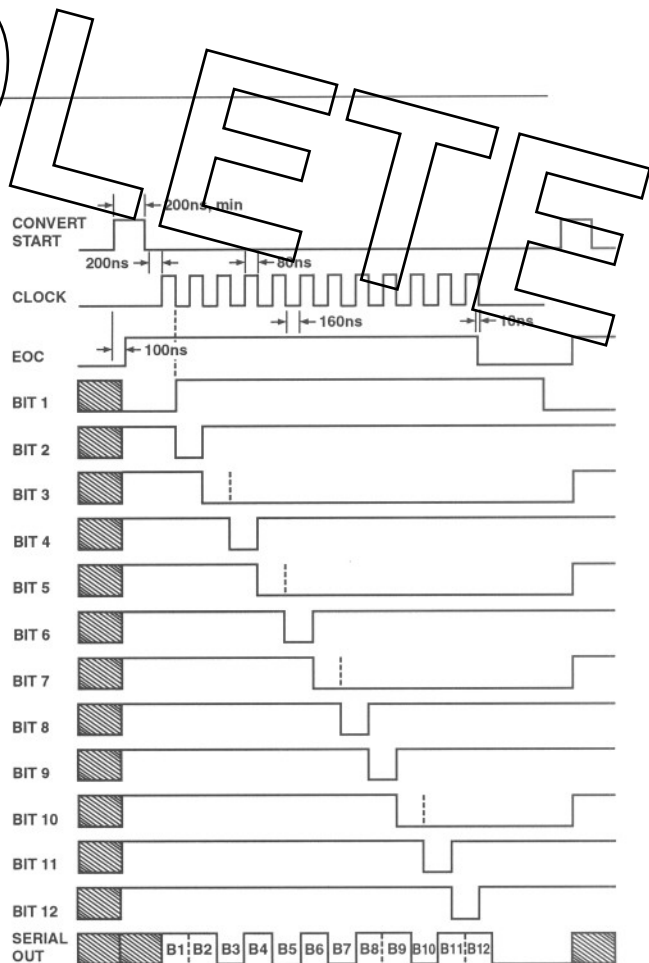 OLETE
200ns, min
CONVERT
START
200ns
80ns
CLOCK
160ns
10ns
EOC
100ns
BIT 1
BIT 2
BIT 3
BIT 4
BIT 5
BIT 6
BIT 7
BIT 8
BIT 9
BIT 10
BIT 11
BIT 12
SERIAL
OUT
B1 B2 B3 B4 B5 B6 B7 B8 B9 B10 B11 B12